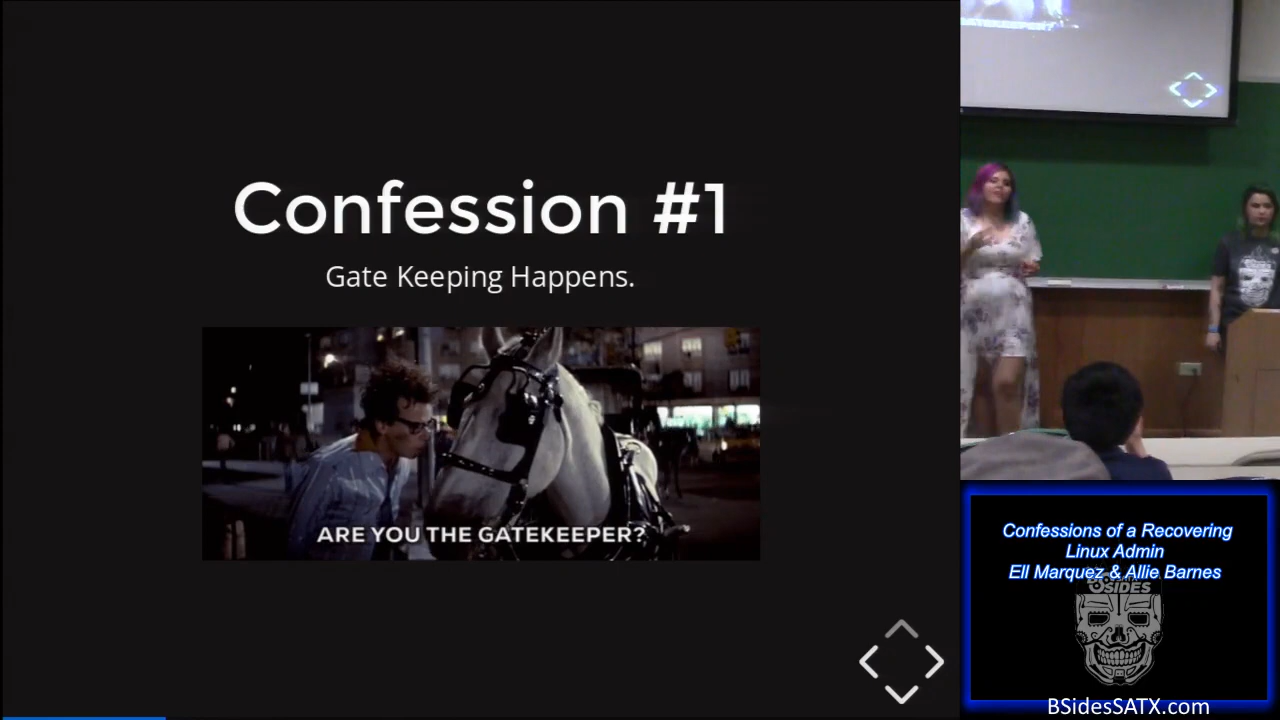 Confession #1
Gate Keeping Happens.
ARE YOU THE GATEKEEPER?
Confessions of a Recovering
Linux Admin
Ell Marquez & Allie Barnes
BSIDES
BSidesSATX.com